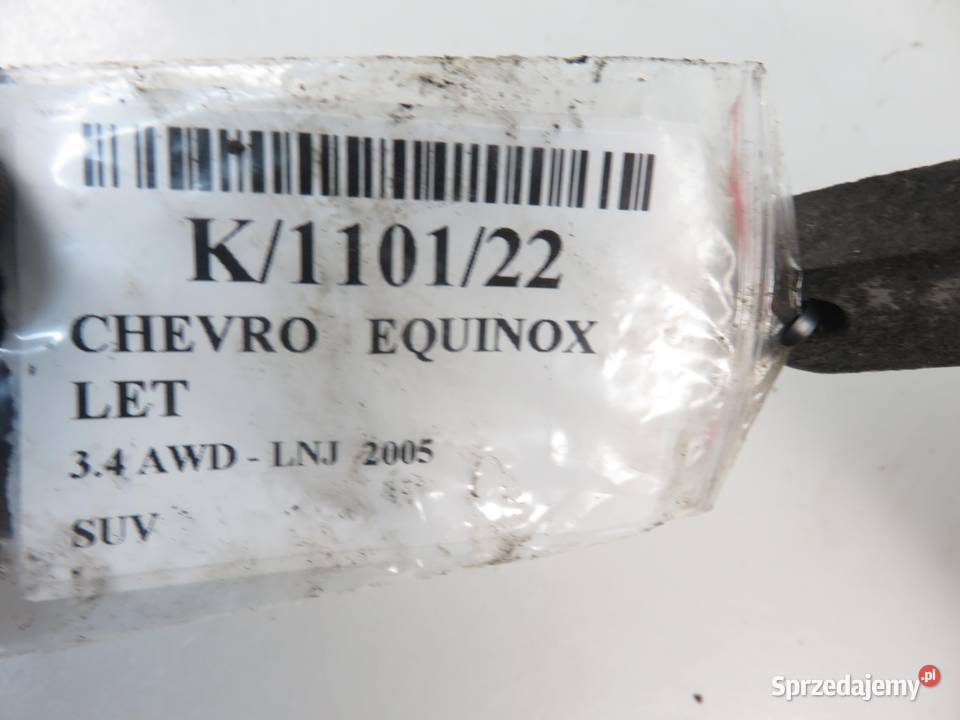 K/1101/22
CHEVRO EQUINOX
LET
3.4 AWD - LNJ 2005
SUV
Sprzedajemy.pl